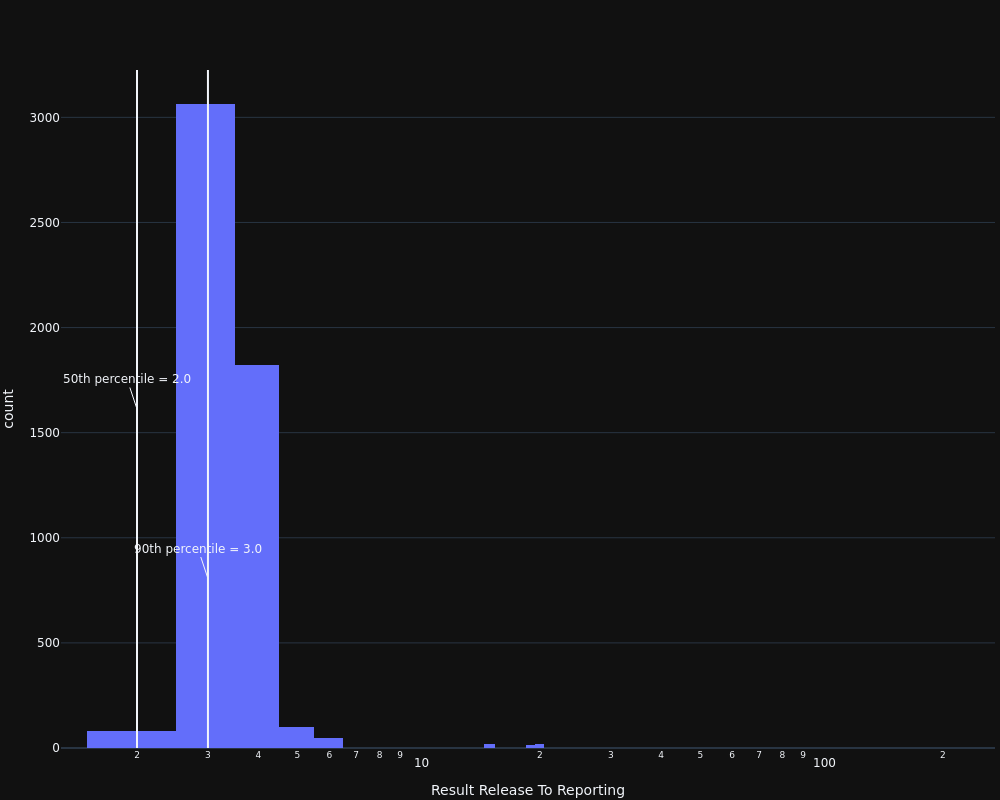 3000
2500
2000
50th percentile = 2.0
count
1500
90th percentile = 3.0
1000
500
0
2 3 4 5 6 7 8 9 10 2 3 4 5 6 7 8 9 100 2
Result Release To Reporting